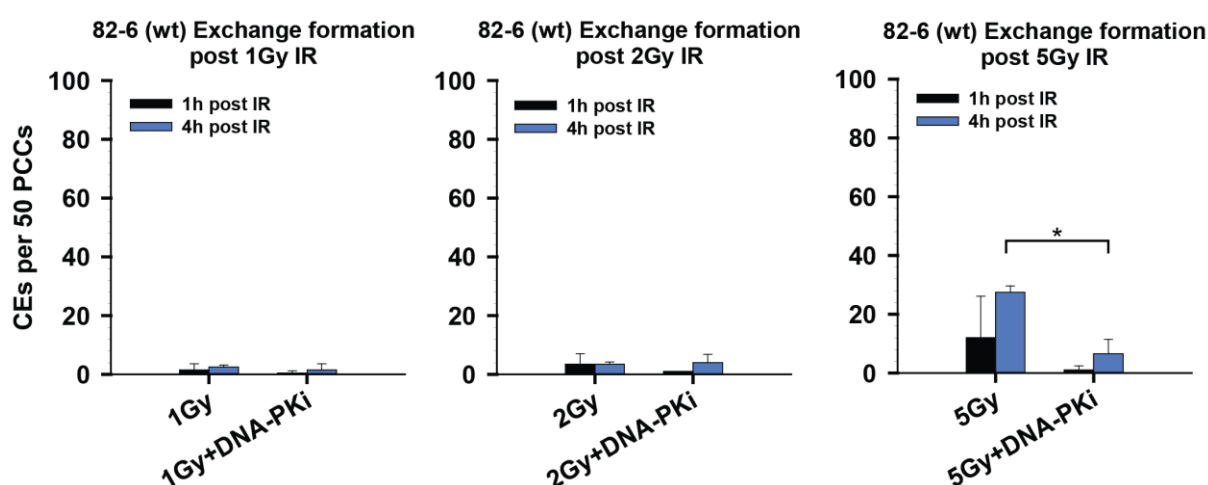 82-6 (wt) Exchange formation
post 1Gy IR
CEs per 50 PCCs
100
80
60
40
20
0
1h post IR
4h post IR
1Gy
1Gy+DNA-PKi
82-6 (wt) Exchange formation
post 2Gy IR
100
80
60
40
20
0
1h post IR
4h post IR
2Gy
2Gy+DNA-PKi
82-6 (wt) Exchange formation
post 5Gy IR
100
80
60
40
20
0
1h post IR
4h post IR
*
5Gy
5Gy+DNA-PKi